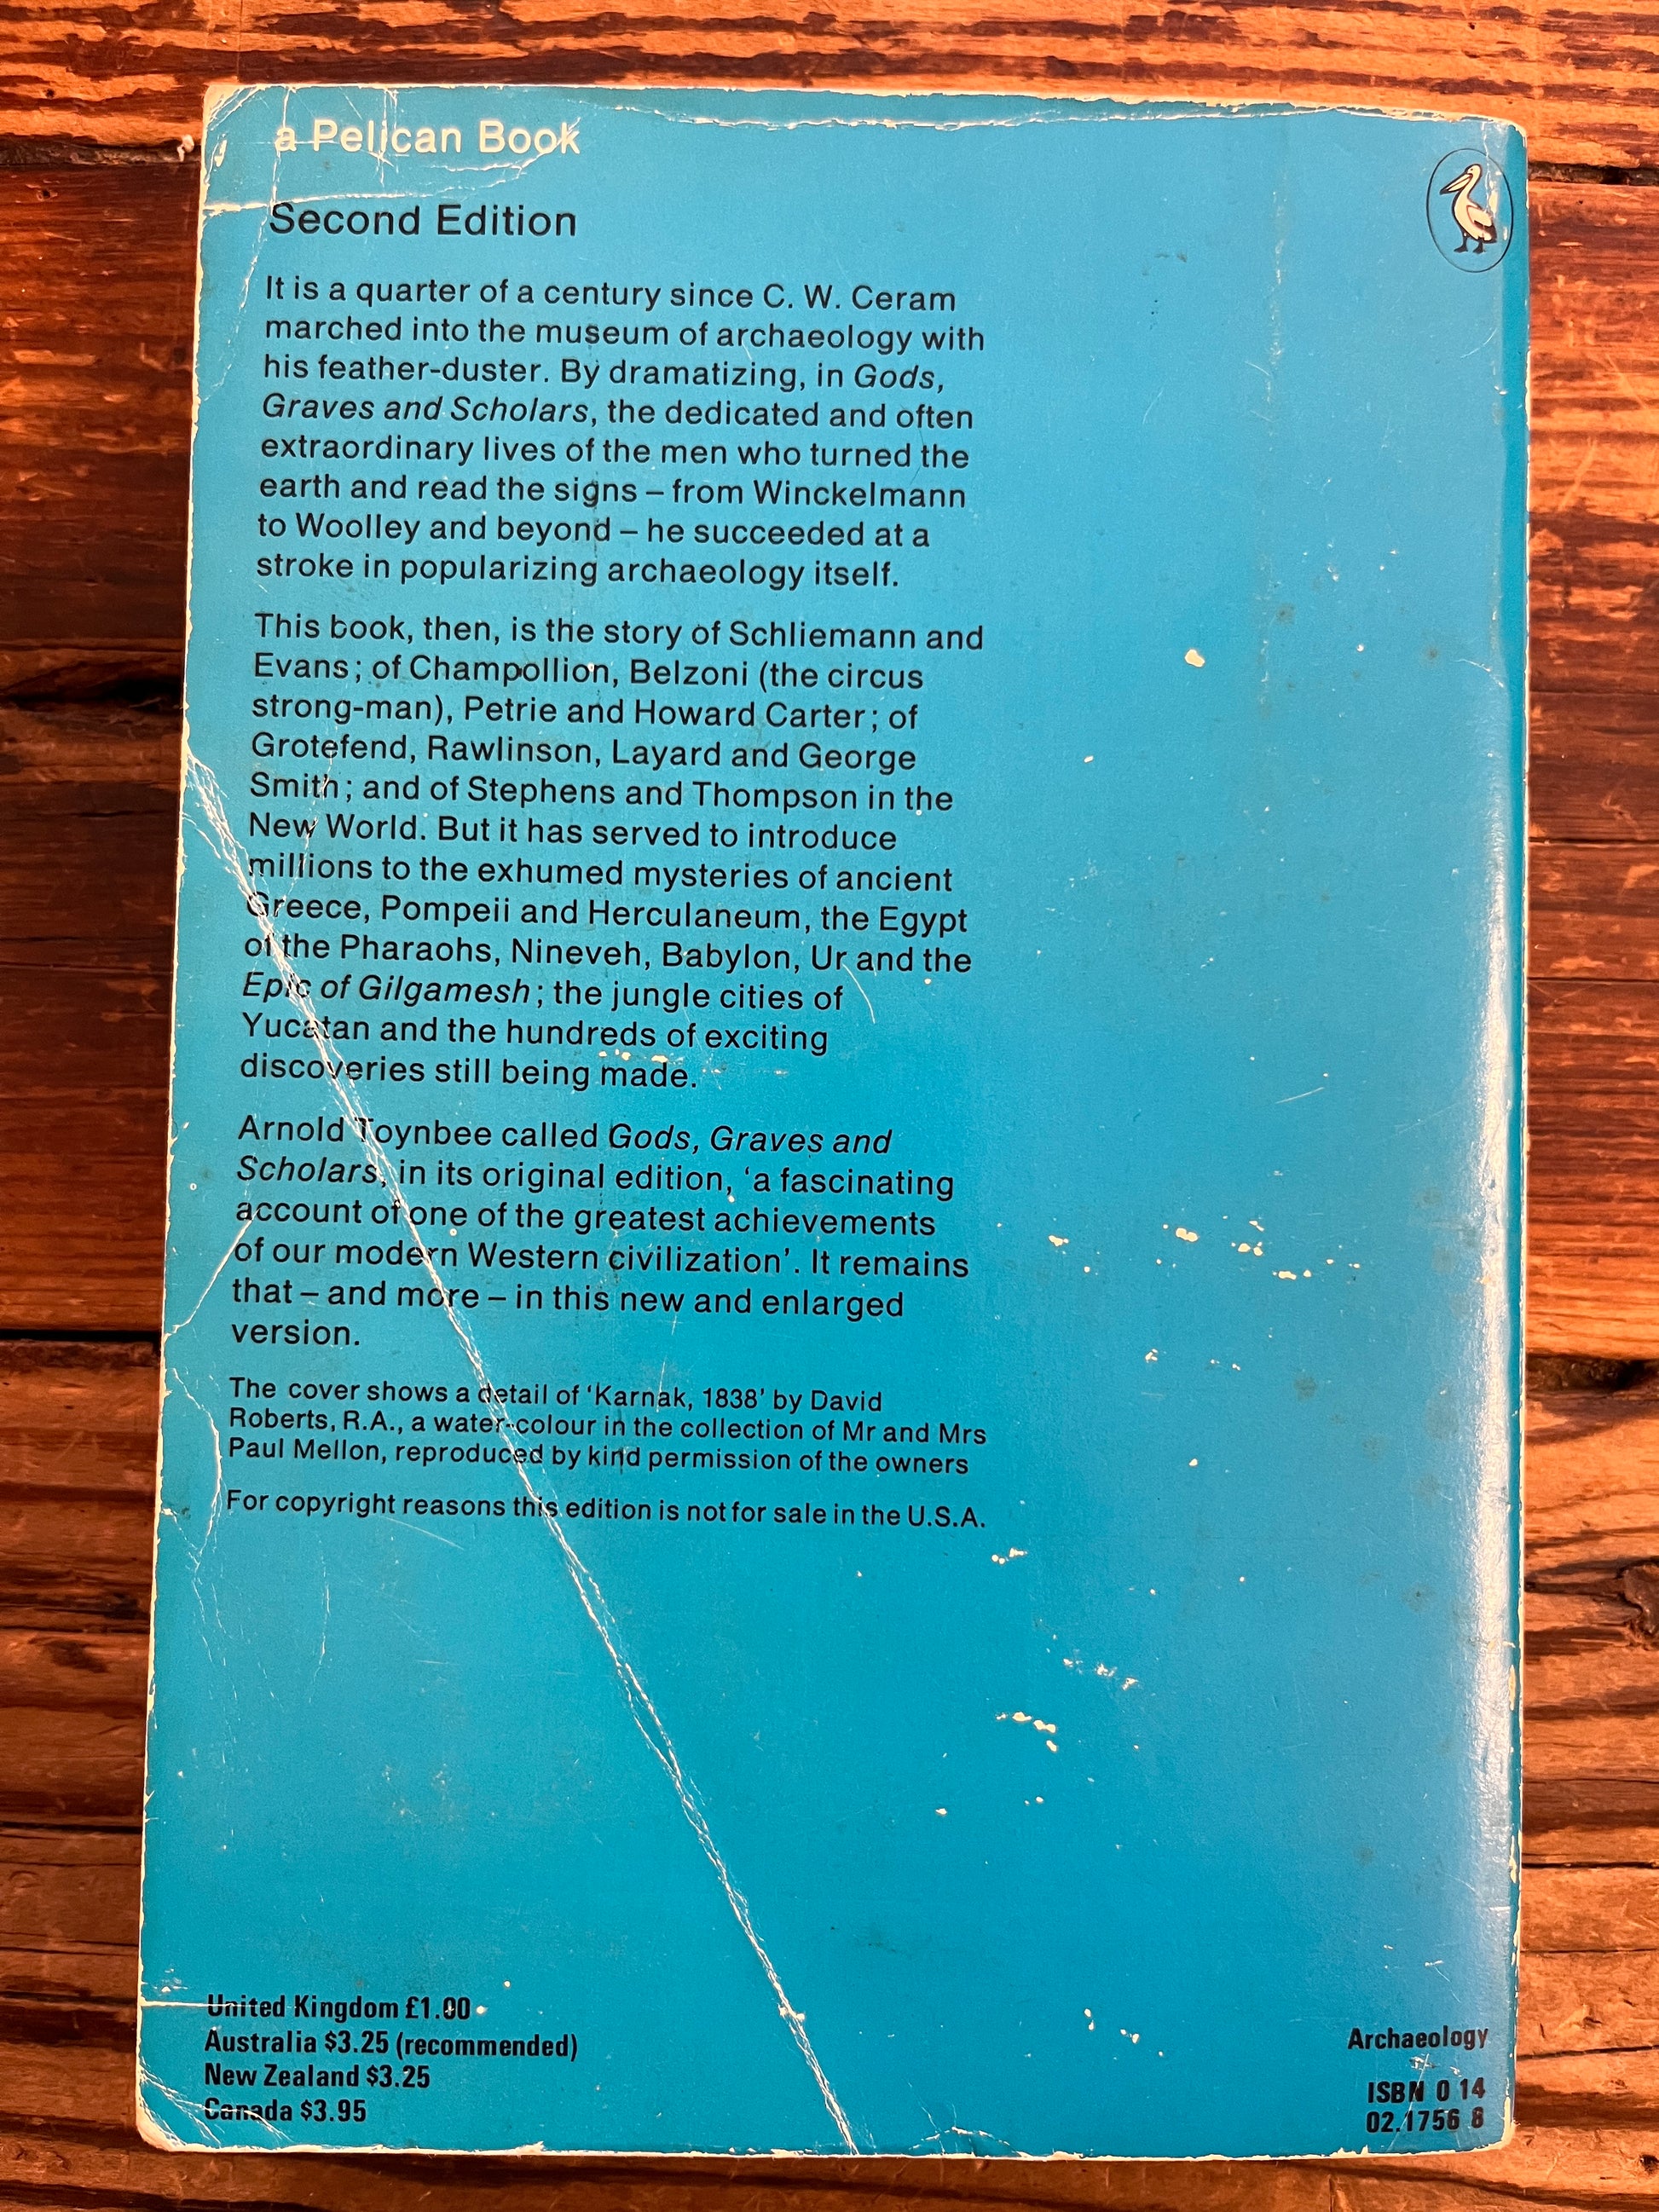 a Pelican Book
Second Edition
It is a quarter of a century since C. W. Ceram
marched into the museum of archaeology with
his feather-duster. By dramatizing, in Gods,
Graves and Scholars, the dedicated and often
extraordinary lives of the men who turned the
earth and read the signs – from Winckelmann
to Woolley and beyond – he succeeded at a
stroke in popularizing archaeology itself.
This book, then, is the story of Schliemann and
Evans; of Champollion, Belzoni (the circus
strong-man), Petrie and Howard Carter; of
Grotefend, Rawlinson, Layard and George
Smith; and of Stephens and Thompson in the
New World. But it has served to introduce
millions to the exhumed mysteries of ancient
Greece, Pompeii and Herculaneum, the Egypt
of the Pharaohs, Nineveh, Babylon, Ur and the
Epic of Gilgamesh; the jungle cities of
Yucatan and the hundreds of exciting
discoveries still being made.
Arnold Toynbee called Gods, Graves and
Scholars, in its original edition, ‘a fascinating
account of one of the greatest achievements
of our modern Western civilization’. It remains
that – and more – in this new and enlarged
version.
The cover shows a detail of ‘Karnak, 1838’ by David
Roberts, R.A., a water-colour in the collection of Mr and Mrs
Paul Mellon, reproduced by kind permission of the owners
For copyright reasons this edition is not for sale in the U.S.A.
United Kingdom £1.00
Australia $3.25 (recommended)
New Zealand $3.25
Canada $3.95
Archaeology
ISBN 0 14
02.1756 8